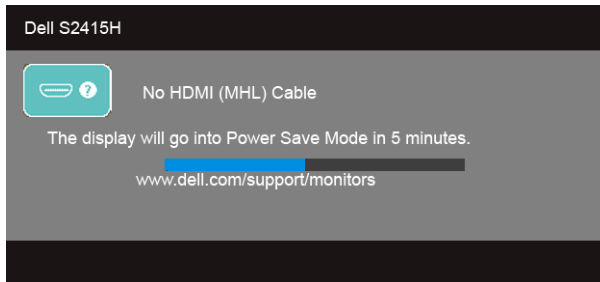 Dell S2415H
?
No HDMI (MHL) Cable
The display will go into Power Save Mode in 5 minutes.
www.dell.com/support/monitors